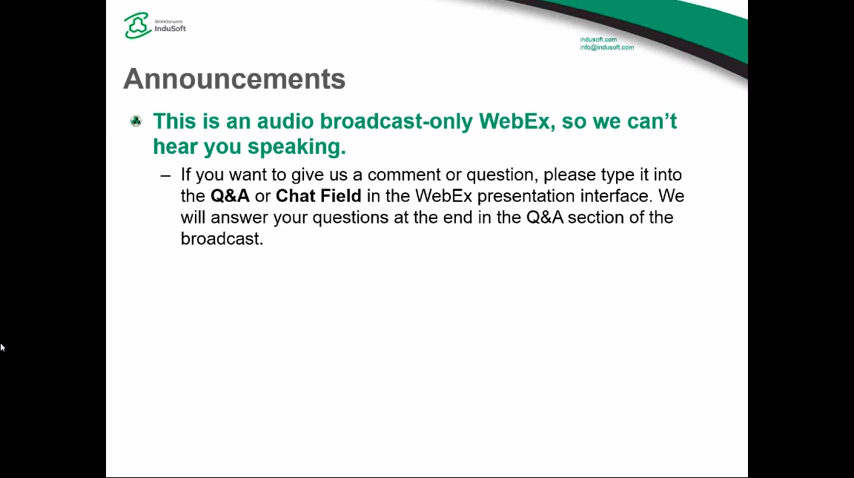 Wonderware
InduSoft
indusoft.com
info@indusoft.com
Announcements
This is an audio broadcast-only WebEx, so we can't
hear you speaking.
– If you want to give us a comment or question, please type it into
the Q&A or Chat Field in the WebEx presentation interface. We
will answer your questions at the end in the Q&A section of the
broadcast.